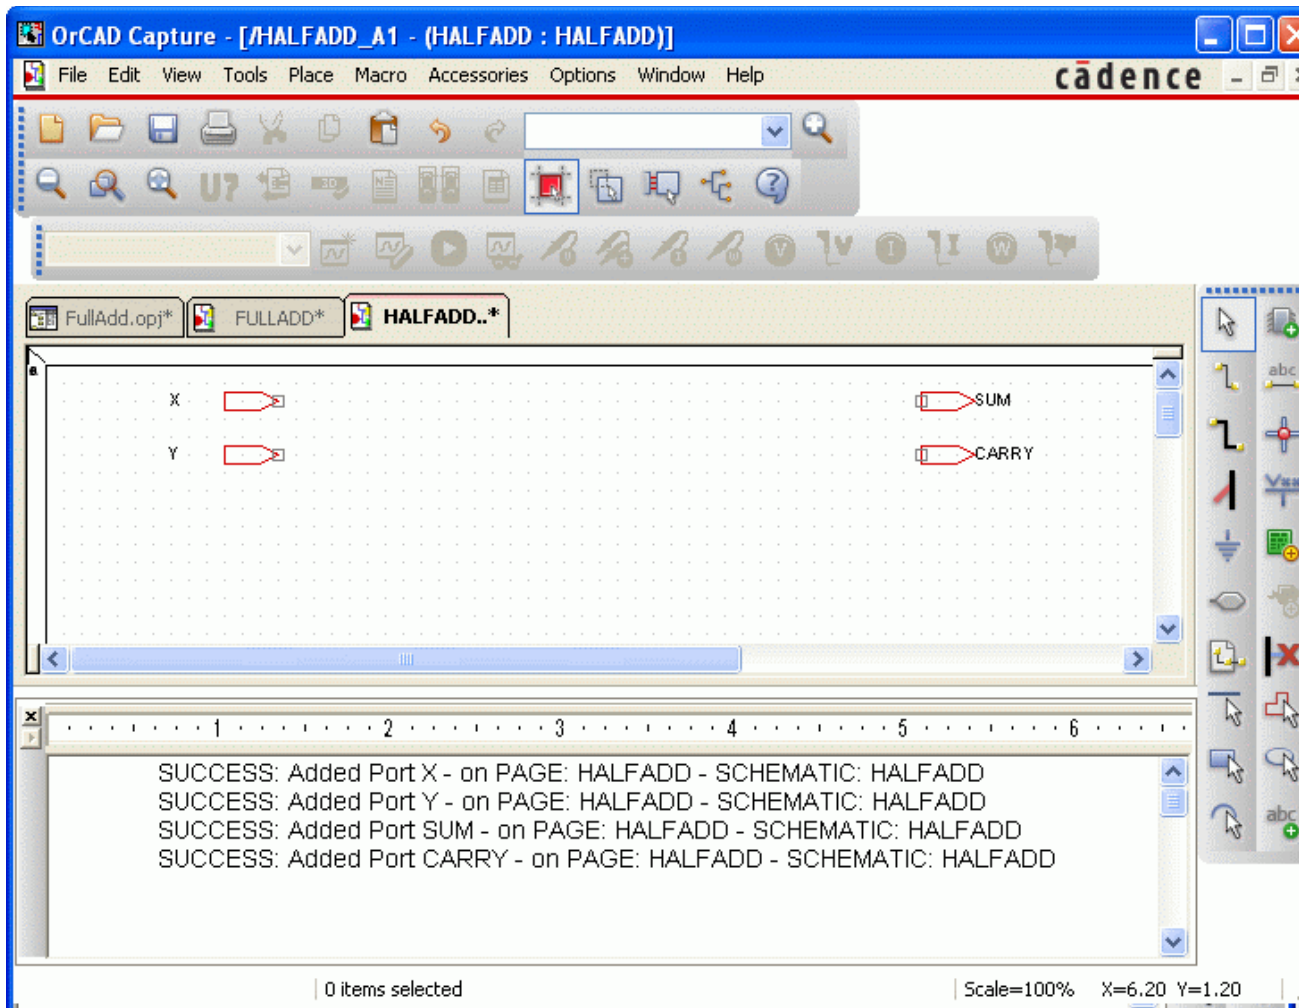 OrCAD Capture - [/HALFADD_A1 - (HALFADD : HALFADD)]
File Edit View Tools Place Macro Accessories Options Window Help
cādence
U?
3D
V V I I W
FullAdd.opj* FULLADD* HALFADD..*
abc
X SUM
Y CARRY
1 2 3 4 5 6
SUCCESS: Added Port X - on PAGE: HALFADD - SCHEMATIC: HALFADD
SUCCESS: Added Port Y - on PAGE: HALFADD - SCHEMATIC: HALFADD
SUCCESS: Added Port SUM - on PAGE: HALFADD - SCHEMATIC: HALFADD
SUCCESS: Added Port CARRY - on PAGE: HALFADD - SCHEMATIC: HALFADD
abc
0 items selected Scale=100% X=6.20 Y=1.20